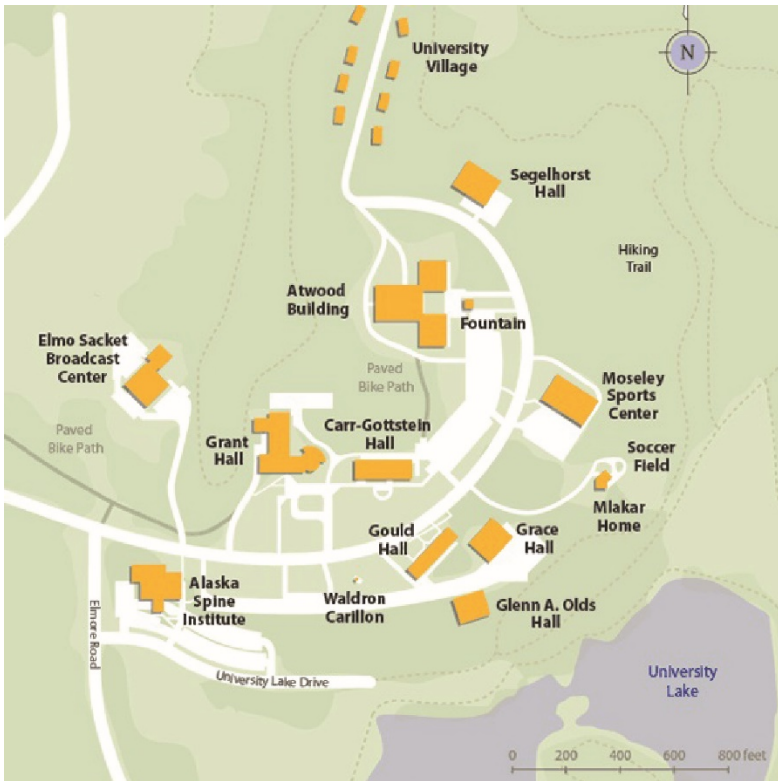 University
Village
N
Segelhorst
Hall
Hiking
Trail
Atwood
Building
Fountain
Elmo Sacket
Broadcast
Center
Paved
Bike Path
Moseley
Sports
Center
Paved
Bike Path
Grant
Hall
Carr-Gottstein
Hall
Soccer
Field
Mlakar
Home
Gould
Hall
Grace
Hall
Alaska
Spine
Institute
Waldron
Carillon
Glenn A. Olds
Hall
Elmore Road
University Lake Drive
University
Lake
0 200 400 600 800 feet